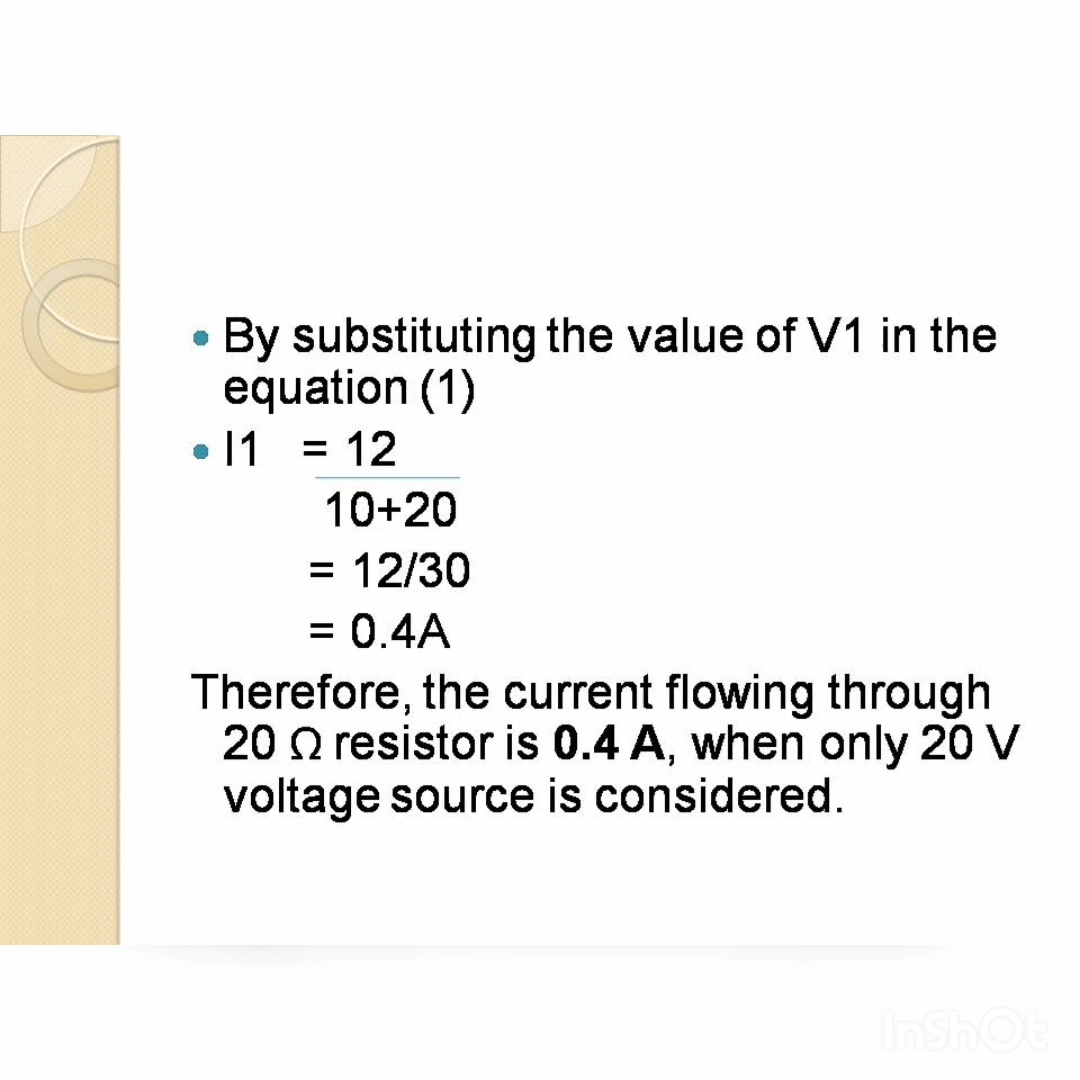 By substituting the value of V1 in the
equation (1)
I1 = 12
10+20
= 12/30
= 0.4A
Therefore, the current flowing through
20 Ω resistor is 0.4 A, when only 20 V
voltage source is considered.
InShOt